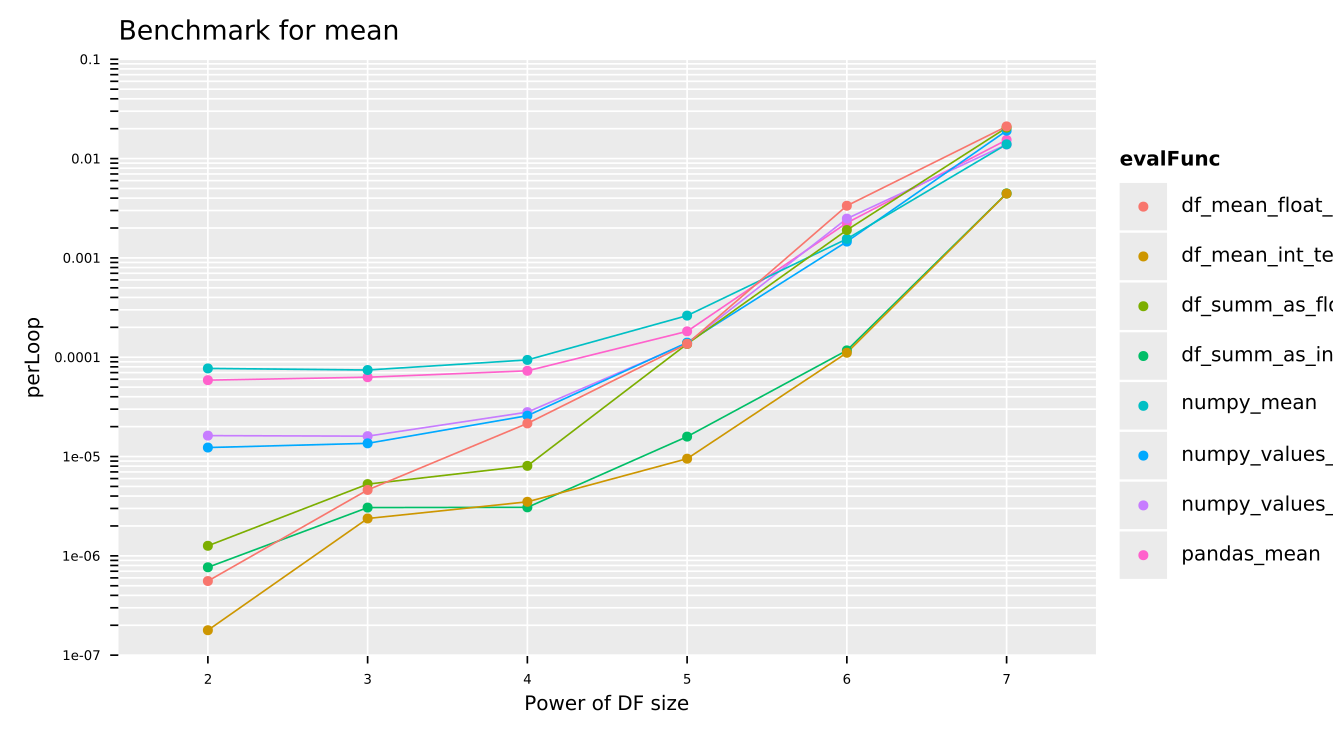 Benchmark for mean
0.1
0.01
0.001
0.0001
1e-05
1e-06
1e-07
perLoop
2 3 4 5 6 7
Power of DF size
evalFunc
df_mean_float_
df_mean_int_te
df_summ_as_flo
df_summ_as_in
numpy_mean
numpy_values_
numpy_values_
pandas_mean